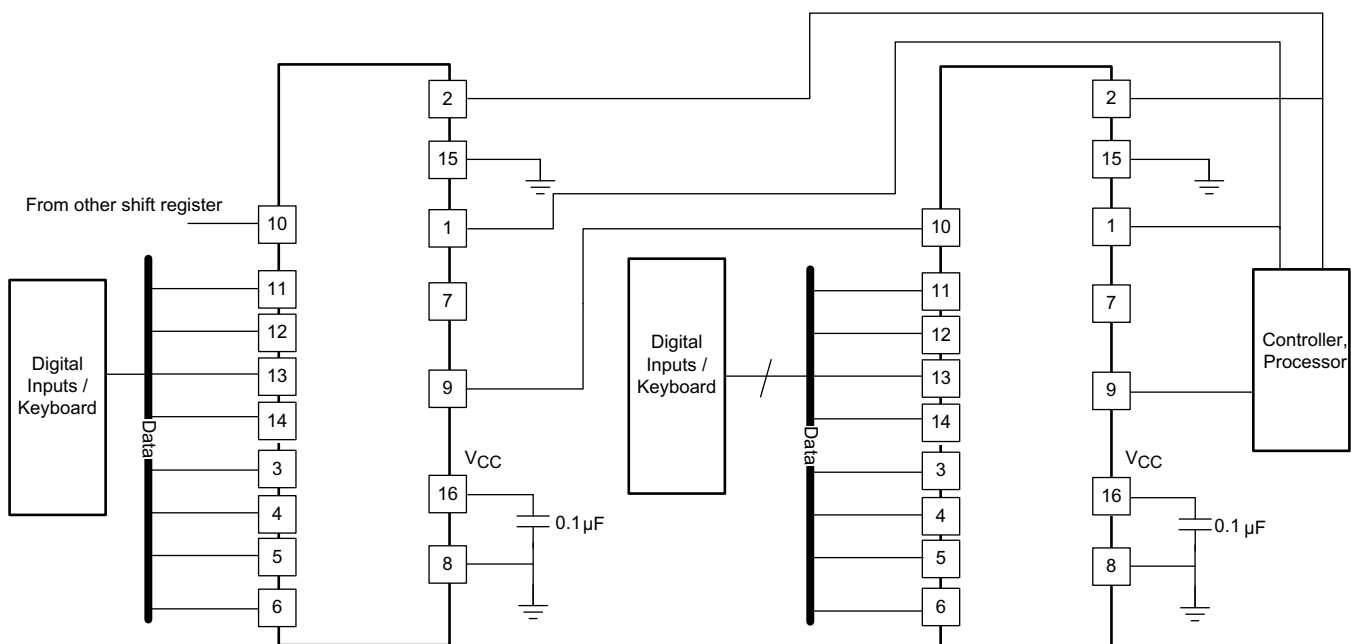 2
15
1
7
9
VCC
16
0.1 µF
8
From other shift register
10
11
12
13
14
3
4
5
6
Digital
Inputs /
Keyboard
Data
2
15
1
7
9
VCC
16
0.1 µF
8
10
11
12
13
14
3
4
5
6
Digital
Inputs /
Keyboard
Data
Controller,
Processor